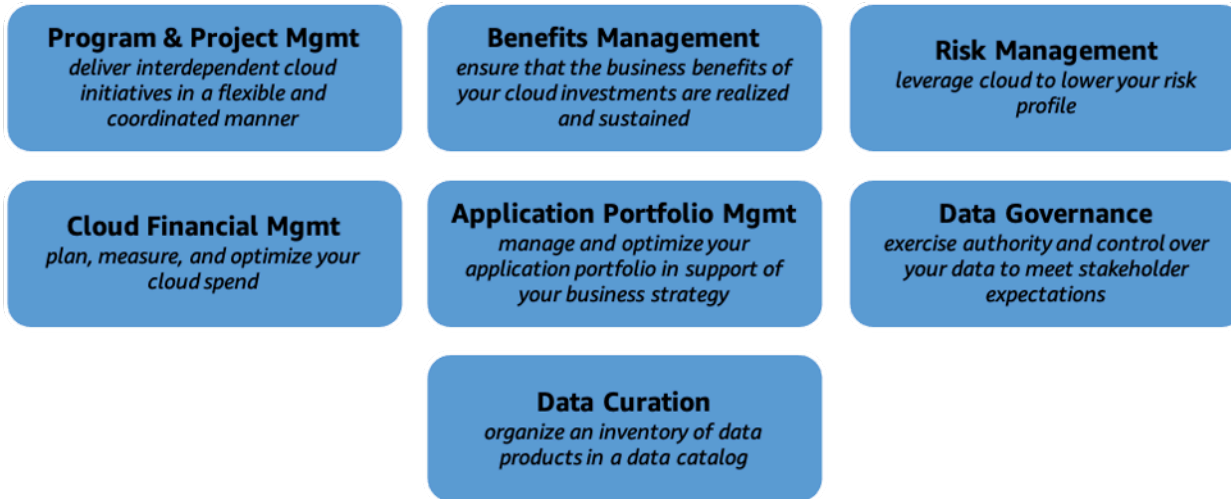 Program & Project Mgmt
deliver interdependent cloud
initiatives in a flexible and
coordinated manner
Benefits Management
ensure that the business benefits of
your cloud investments are realized
and sustained
Risk Management
leverage cloud to lower your risk
profile
Cloud Financial Mgmt
plan, measure, and optimize your
cloud spend
Application Portfolio Mgmt
manage and optimize your
application portfolio in support of
your business strategy
Data Governance
exercise authority and control over
your data to meet stakeholder
expectations
Data Curation
organize an inventory of data
products in a data catalog